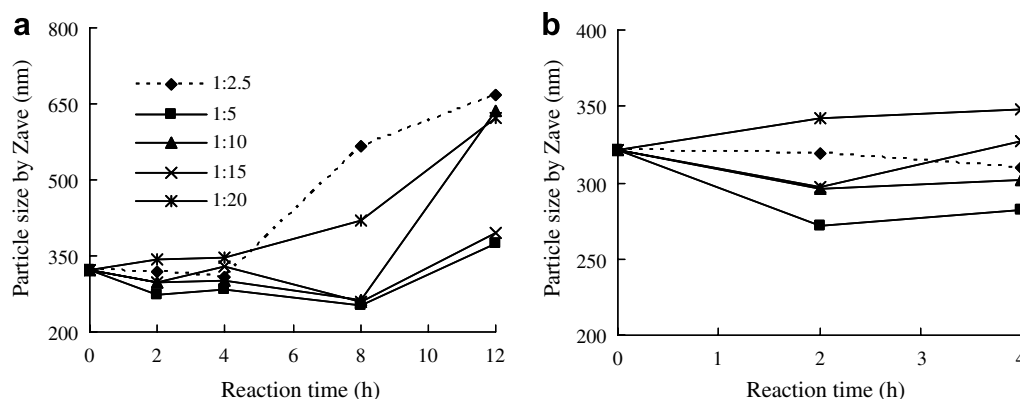 a
800
650
500
350
200
Particle size by Zave (nm)
1:2.5
1:5
1:10
1:15
1:20
0 2 4 6 8 10 12
Reaction time (h)
b
400
350
300
250
200
Particle size by Zave (nm)
0 1 2 3 4
Reaction time (h)